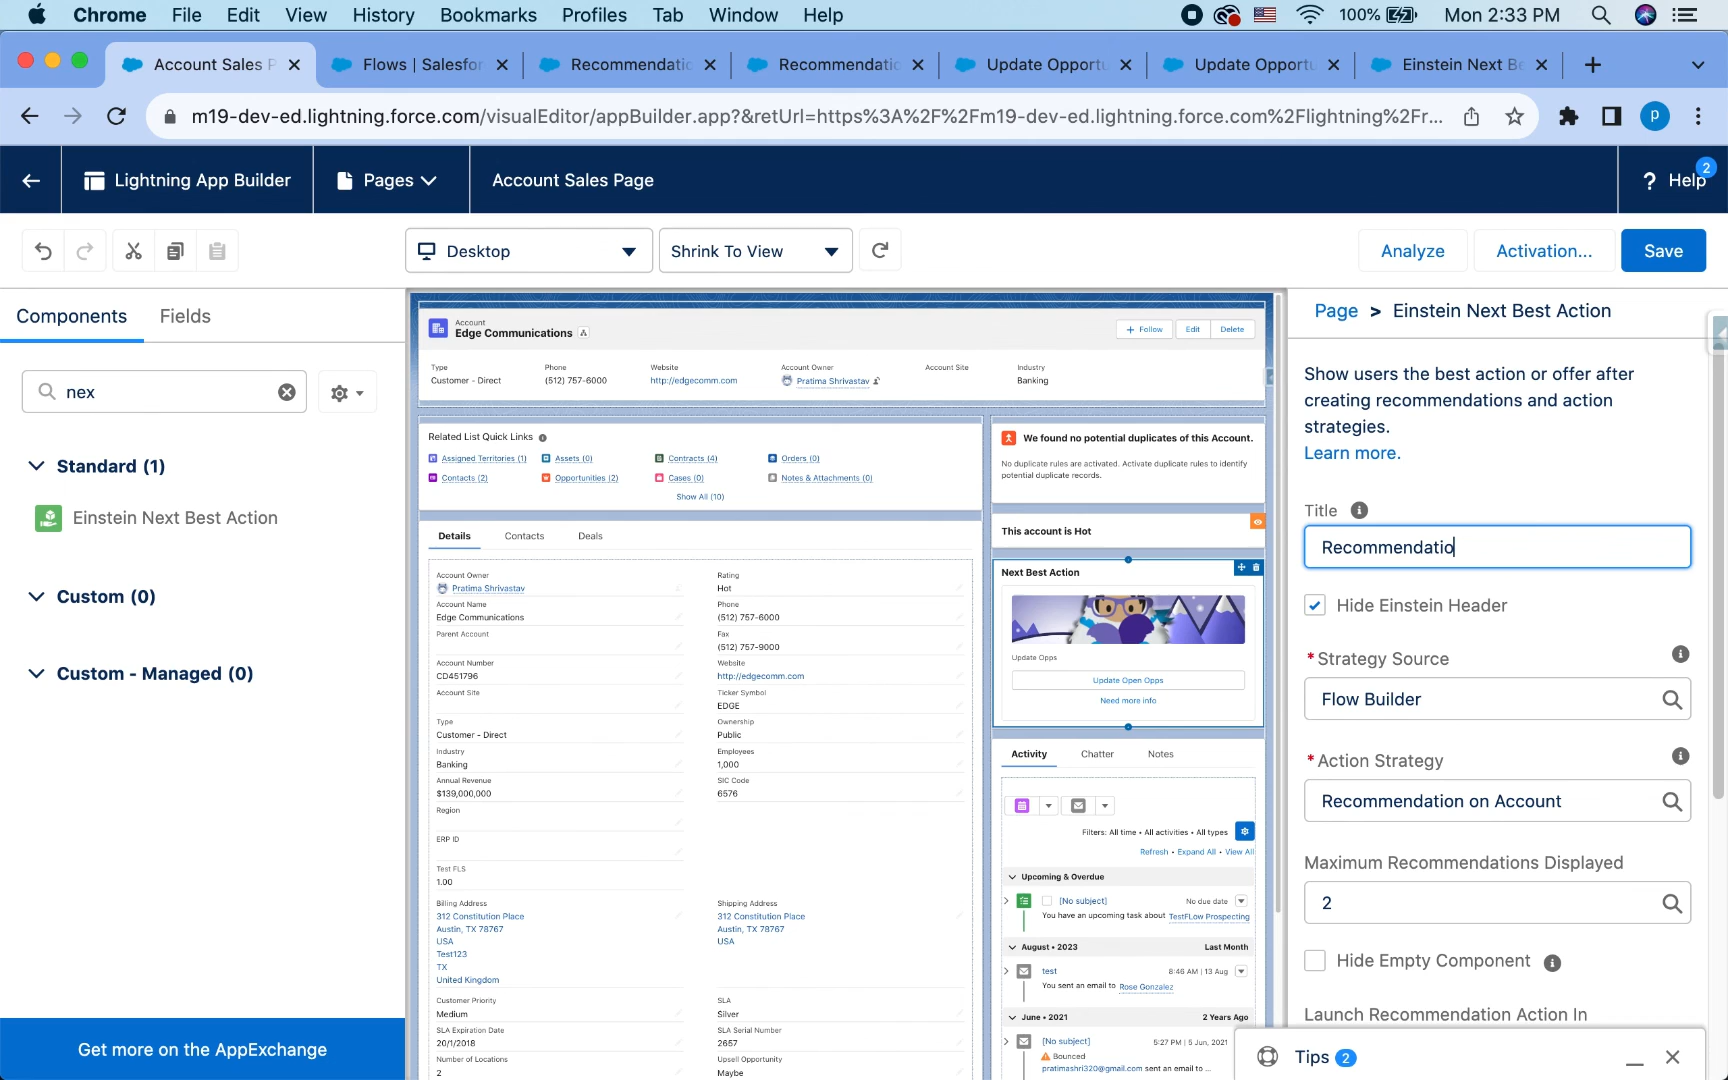 Chrome File Edit View History Bookmarks Profiles Tab Window Help 100% Mon 2:33 PM
Account Sales P Flows | Salesfor Recommendatio Recommendatio Update Opportu Update Opportu Einstein Next Be
m19-dev-ed.lightning.force.com/visualEditor/appBuilder.app?&retUrl=https%3A%2F%2Fm19-dev-ed.lightning.force.com%2Flightning%2Fr... P
Lightning App Builder Pages Account Sales Page ? Help 2
Desktop Shrink To View Analyze Activation... Save
Components Fields
nex
Standard (1)
Einstein Next Best Action
Custom (0)
Custom - Managed (0)
Get more on the AppExchange
Account
Edge Communications
+ Follow Edit Delete
Type Phone Website Account Owner Account Site Industry
Customer - Direct (512) 757-6000 http://edgecomm.com Pratima Shrivastav Banking
Related List Quick Links
Assigned Territories (1) Assets (0) Contracts (4) Orders (0)
Contacts (2) Opportunities (2) Cases (0) Notes & Attachments (0)
Show All (10)
Details Contacts Deals
Account Owner Rating
Pratima Shrivastav Hot
Account Name Phone
Edge Communications (512) 757-6000
Parent Account Fax
(512) 757-9000
Account Number Website
CD451796 http://edgecomm.com
Account Site Ticker Symbol
EDGE
Type Ownership
Customer - Direct Public
Industry Employees
Banking 1,000
Annual Revenue SIC Code
$139,000,000 6576
Region
ERP ID
Test FLS
1.00
Billing Address Shipping Address
312 Constitution Place 312 Constitution Place
Austin, TX 78767 Austin, TX 78767
USA USA
Test123
TX
United Kingdom
Customer Priority SLA
Medium Silver
SLA Expiration Date SLA Serial Number
20/1/2018 2657
Number of Locations Upsell Opportunity
2 Maybe
We found no potential duplicates of this Account.
No duplicate rules are activated. Activate duplicate rules to identify
potential duplicate records.
This account is Hot
Next Best Action
Update Opps
Update Open Opps
Need more info
Activity Chatter Notes
Filters: All time • All activities • All types
Refresh • Expand All • View All
Upcoming & Overdue
[No subject] No due date
You have an upcoming task about TestFLow Prospecting
August • 2023 Last Month
test 8:46 AM | 13 Aug
You sent an email to Rose Gonzalez
June • 2021 2 Years Ago
[No subject] 5:27 PM | 5 Jun, 2021
Bounced
pratimashri320@gmail.com sent an email to ...
Page > Einstein Next Best Action
Show users the best action or offer after
creating recommendations and action
strategies.
Learn more.
Title
Recommendatio
Hide Einstein Header
*Strategy Source
Flow Builder
*Action Strategy
Recommendation on Account
Maximum Recommendations Displayed
2
Hide Empty Component
Launch Recommendation Action In
Tips 2